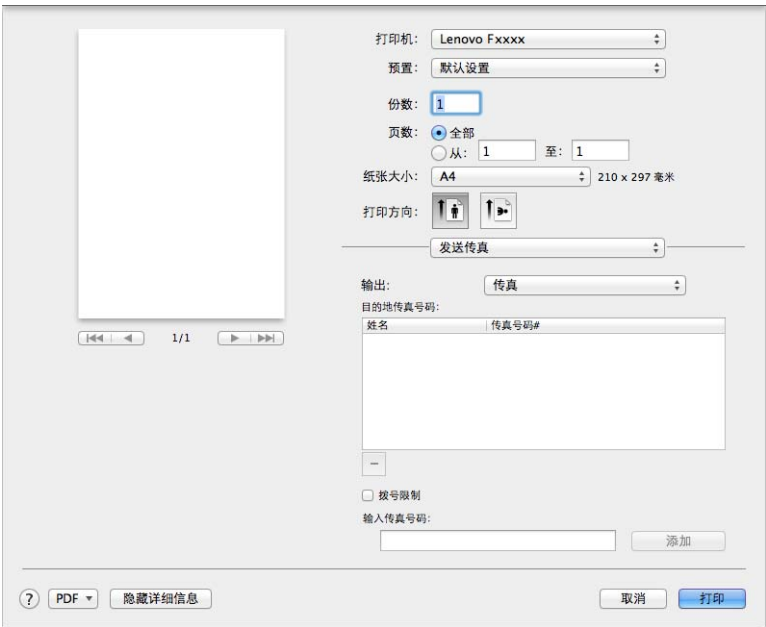 打印机: Lenovo Fxxxx
预置: 默认设置
份数: 1
页数: 全部
从: 1 至: 1
纸张大小: A4 210 x 297 毫米
打印方向:
发送传真
输出: 传真
目的地传真号码:
姓名 传真号码#
1/1
拨号限制
输入传真号码:
添加
? PDF 隐藏详细信息 取消 打印